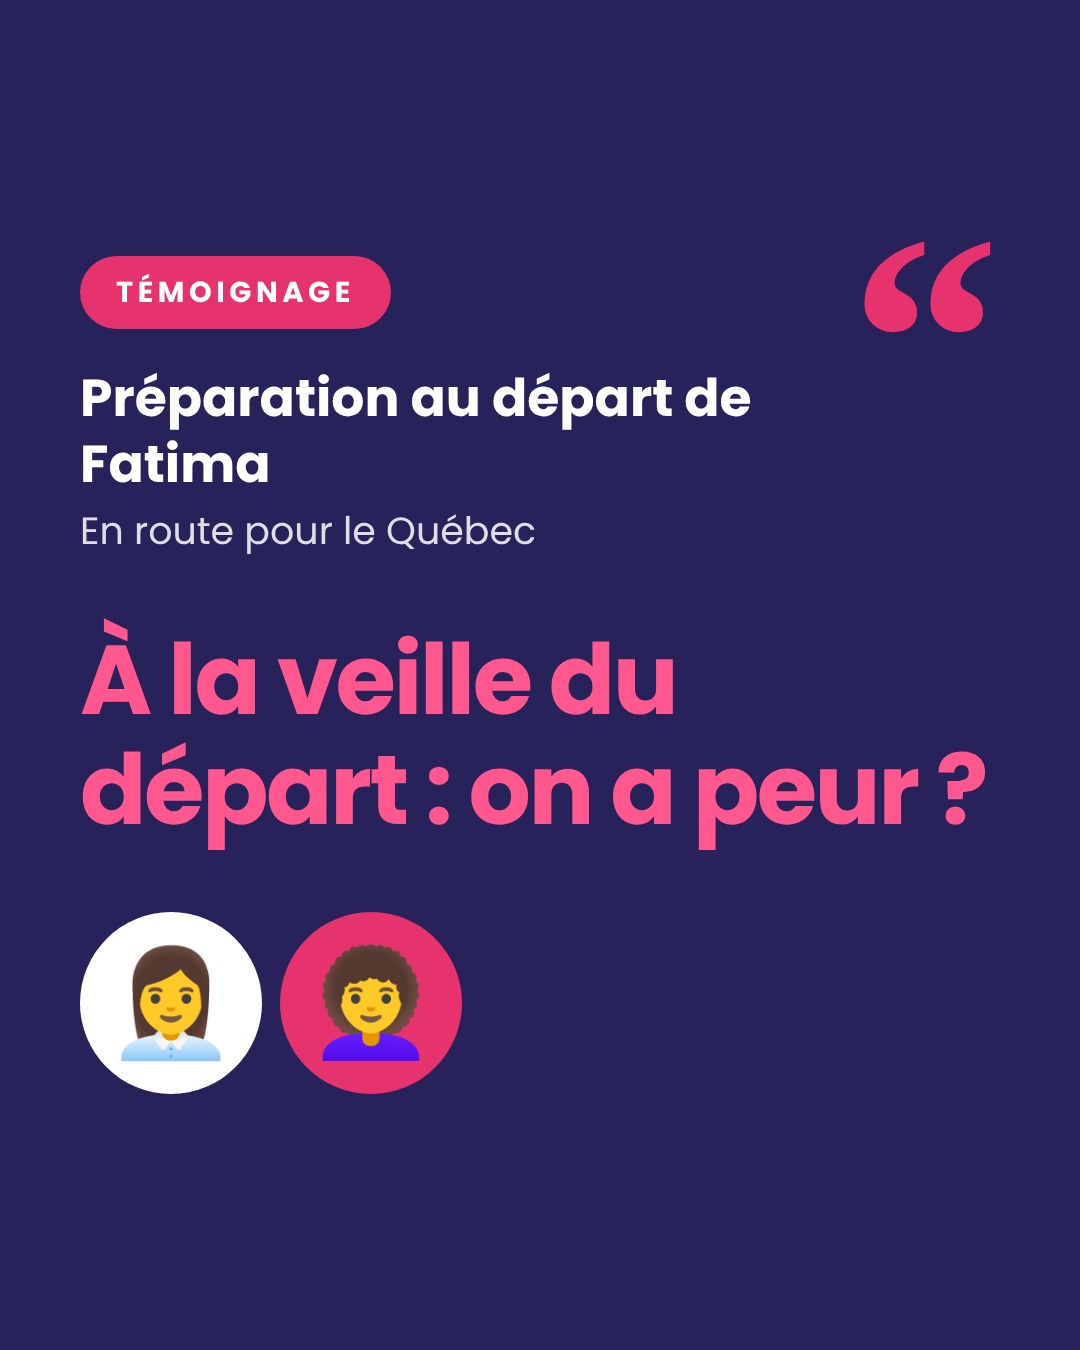 TÉMOIGNAGE
“
Préparation au départ de
Fatima
En route pour le Québec
À la veille du
départ : on a peur ?